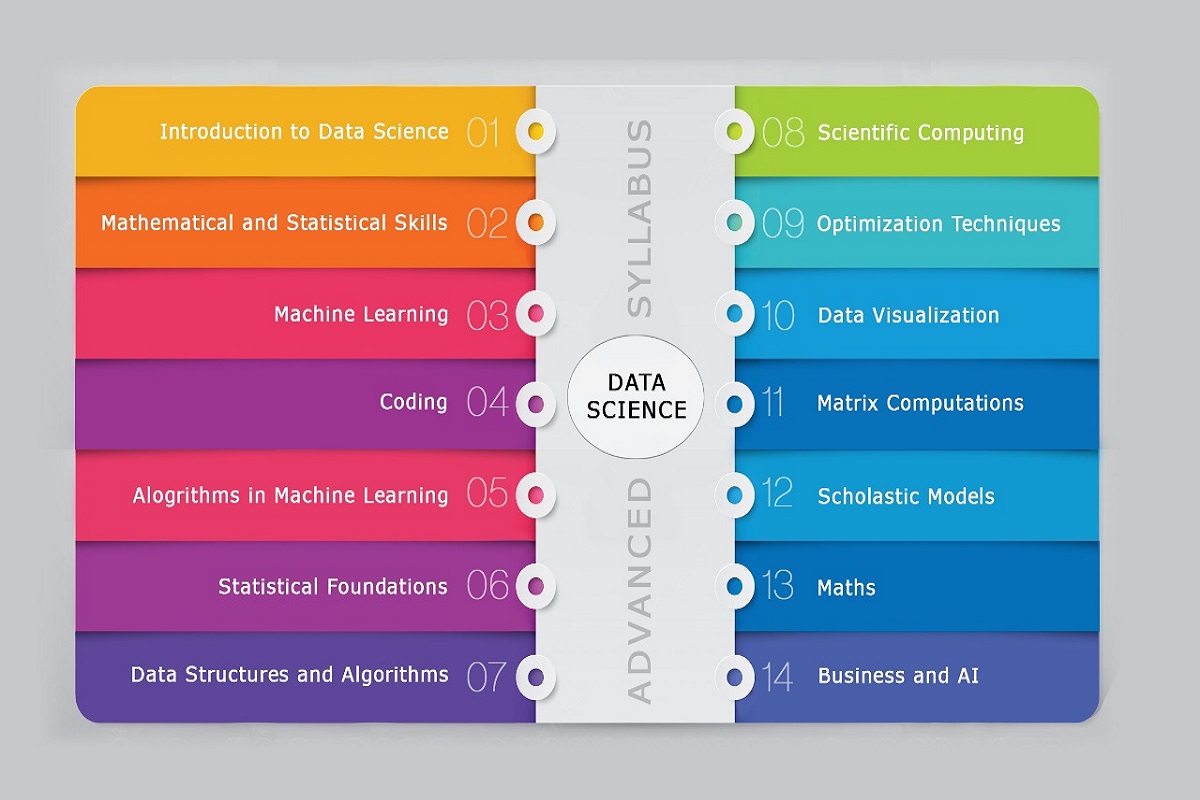 Introduction to Data Science 01
Mathematical and Statistical Skills 02
Machine Learning 03
Coding 04
Alogrithms in Machine Learning 05
Statistical Foundations 06
Data Structures and Algorithms 07
ADVANCED
DATA
SCIENCE
SYLLABUS
08 Scientific Computing
09 Optimization Techniques
10 Data Visualization
11 Matrix Computations
12 Scholastic Models
13 Maths
14 Business and AI